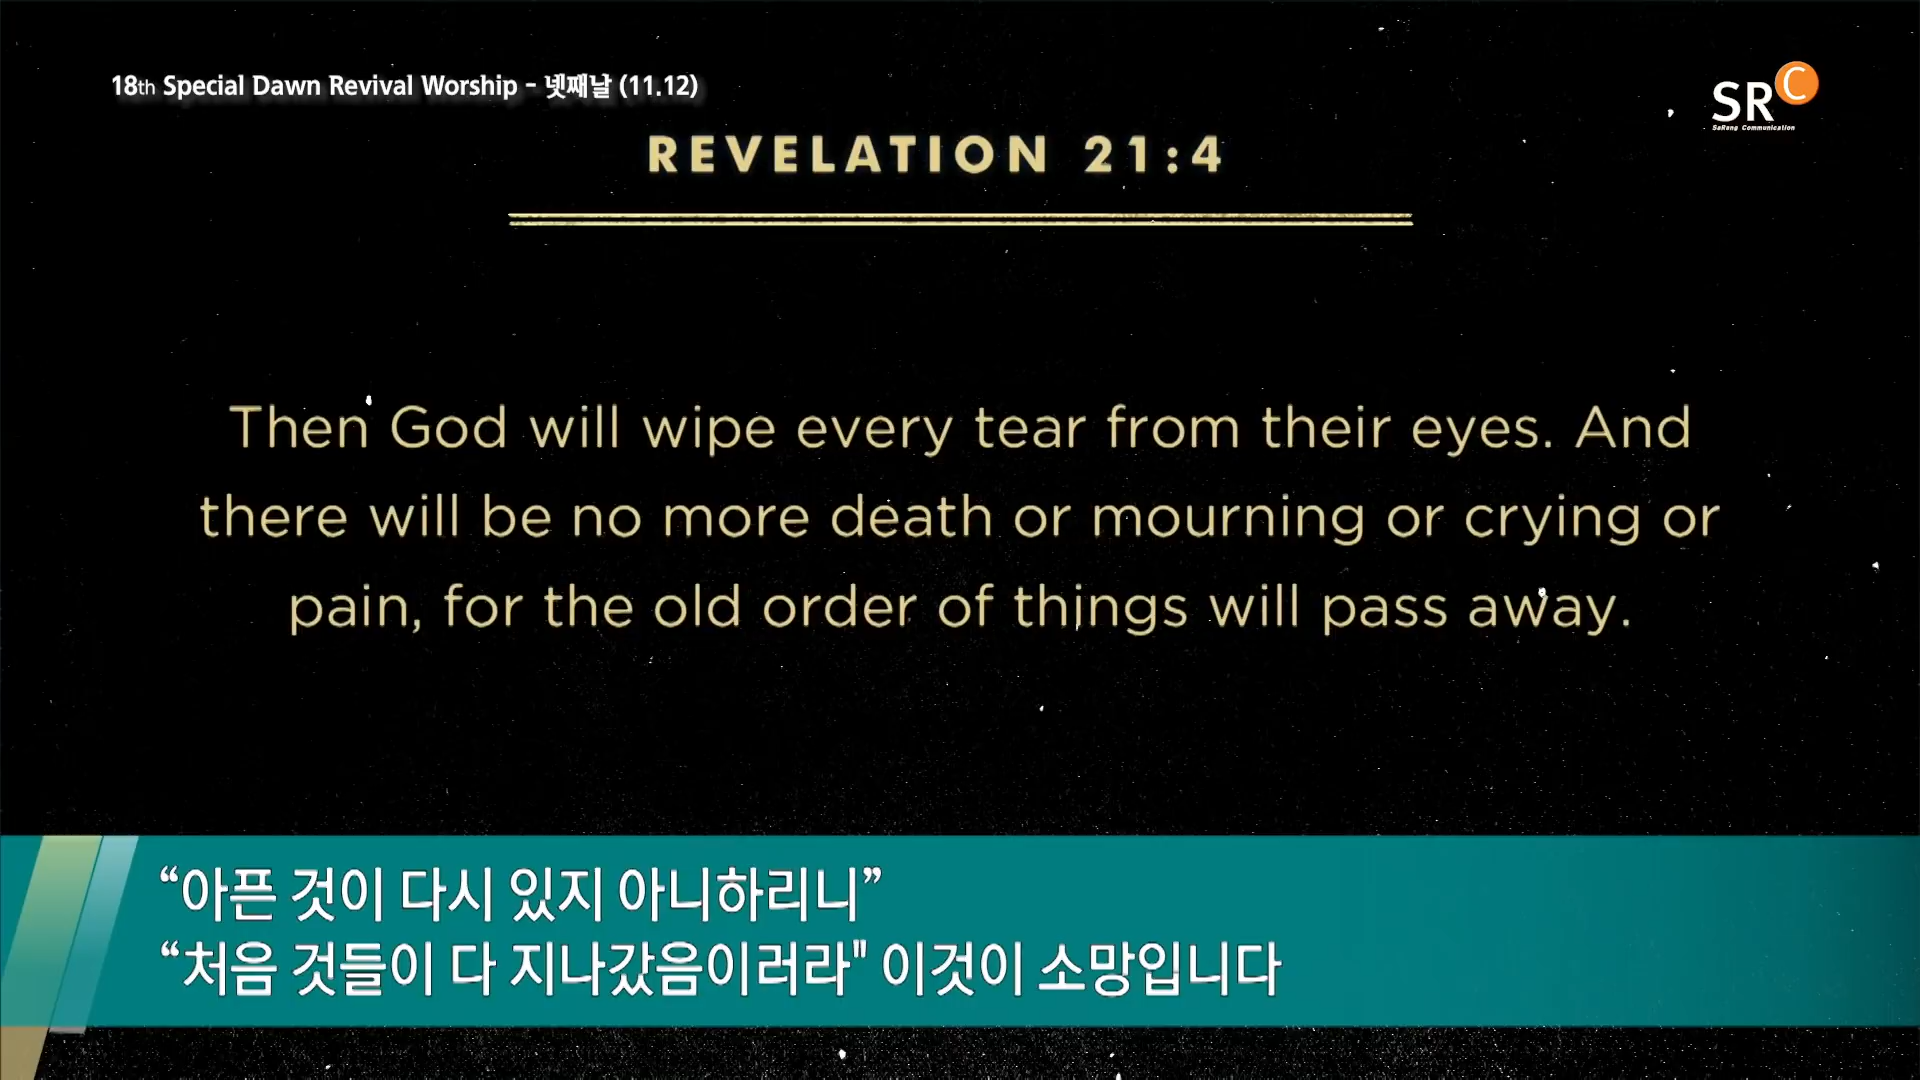 18th Special Dawn Revival Worship - 넷째날 (11.12)
SRC
SaRang Communication
REVELATION 21:4
Then God will wipe every tear from their eyes. And
there will be no more death or mourning or crying or
pain, for the old order of things will pass away.
“아픈 것이 다시 있지 아니하리니”
“처음 것들이 다 지나갔음이러라" 이것이 소망입니다